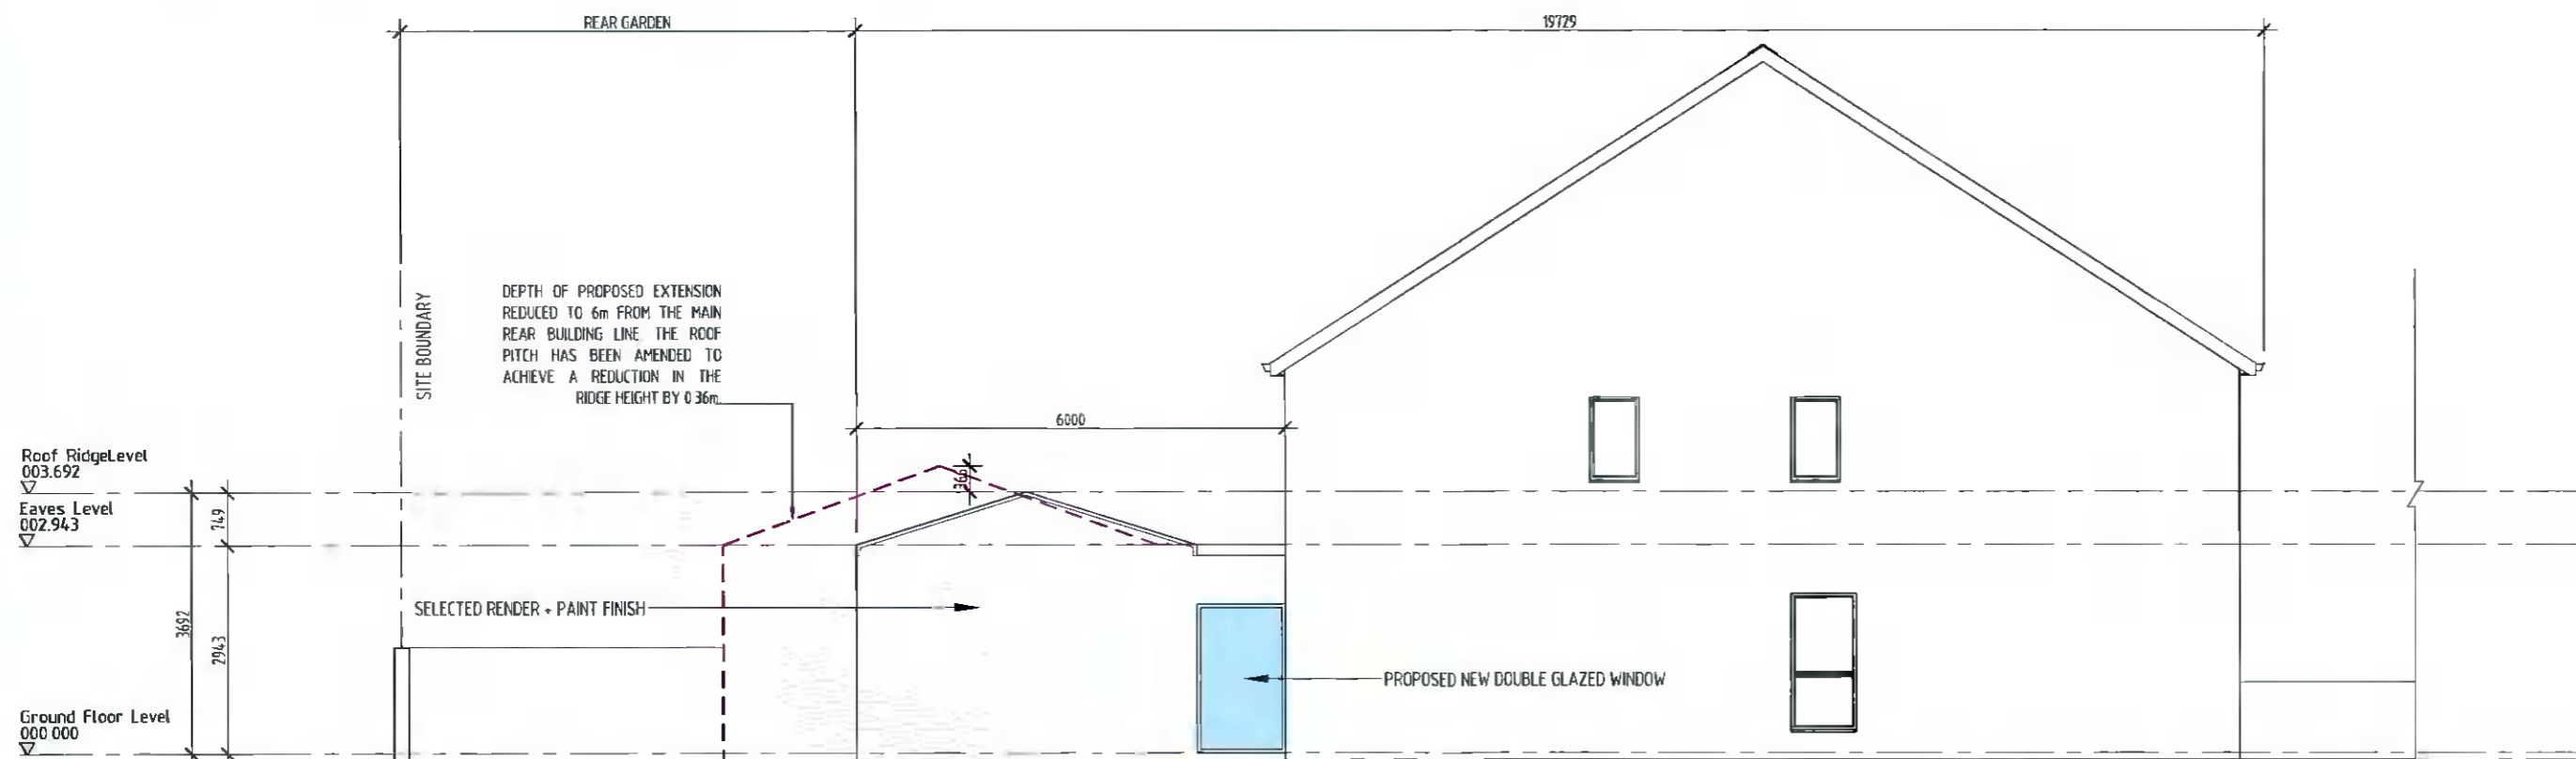 REAR GARDEN
19729
SITE BOUNDARY
DEPTH OF PROPOSED EXTENSION
REDUCED TO 6m FROM THE MAIN
REAR BUILDING LINE. THE ROOF
PITCH HAS BEEN AMENDED TO
ACHIEVE A REDUCTION IN THE
RIDGE HEIGHT BY 0 36m.
6000
Roof RidgeLevel
003.692
Eaves Level
002.943
749
3692
2943
SELECTED RENDER + PAINT FINISH
PROPOSED NEW DOUBLE GLAZED WINDOW
Ground Floor Level
000 000